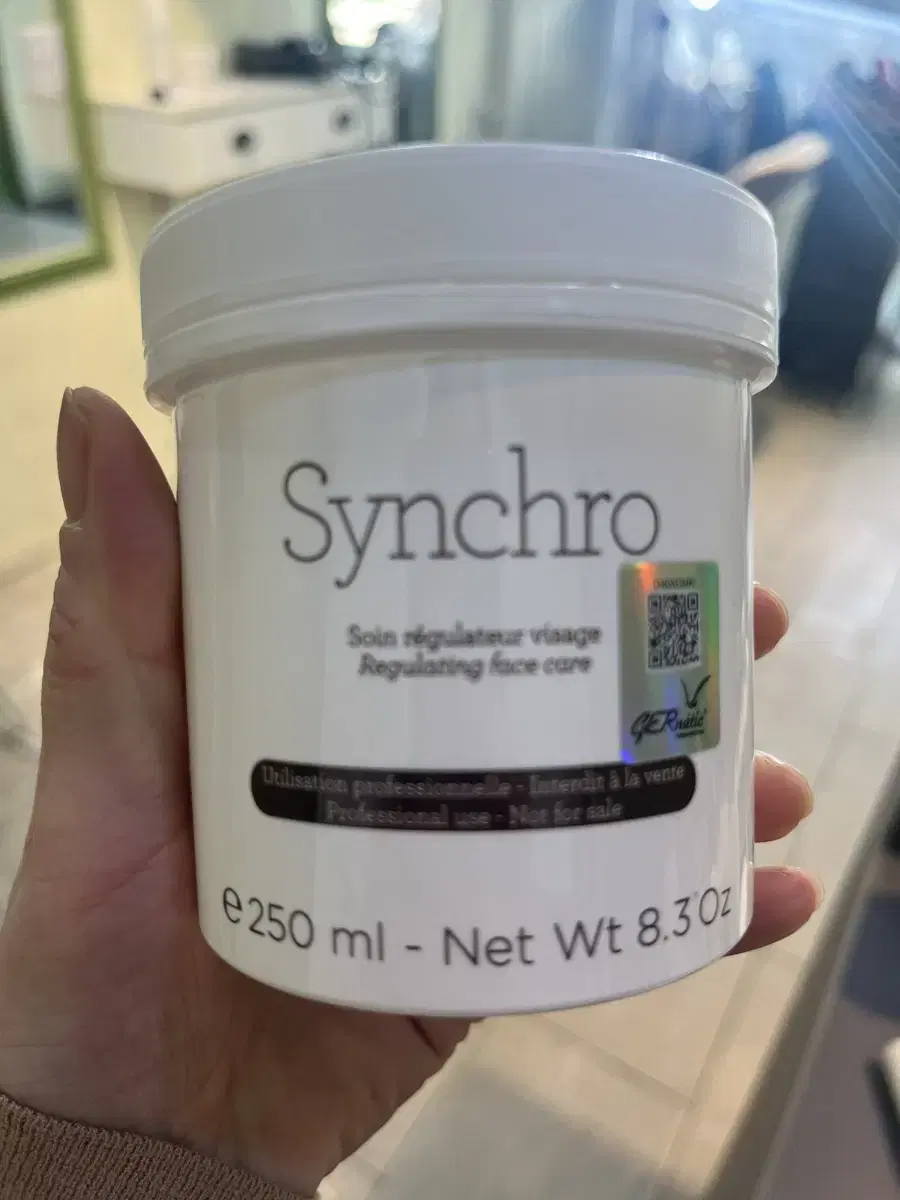 Synchro
Soin régulateur visage
Regulating face care
GERnétic
Utilisation professionnelle - Interdit à la vente
Professional use - Not for sale
e 250 ml - Net Wt 8.3 Oz